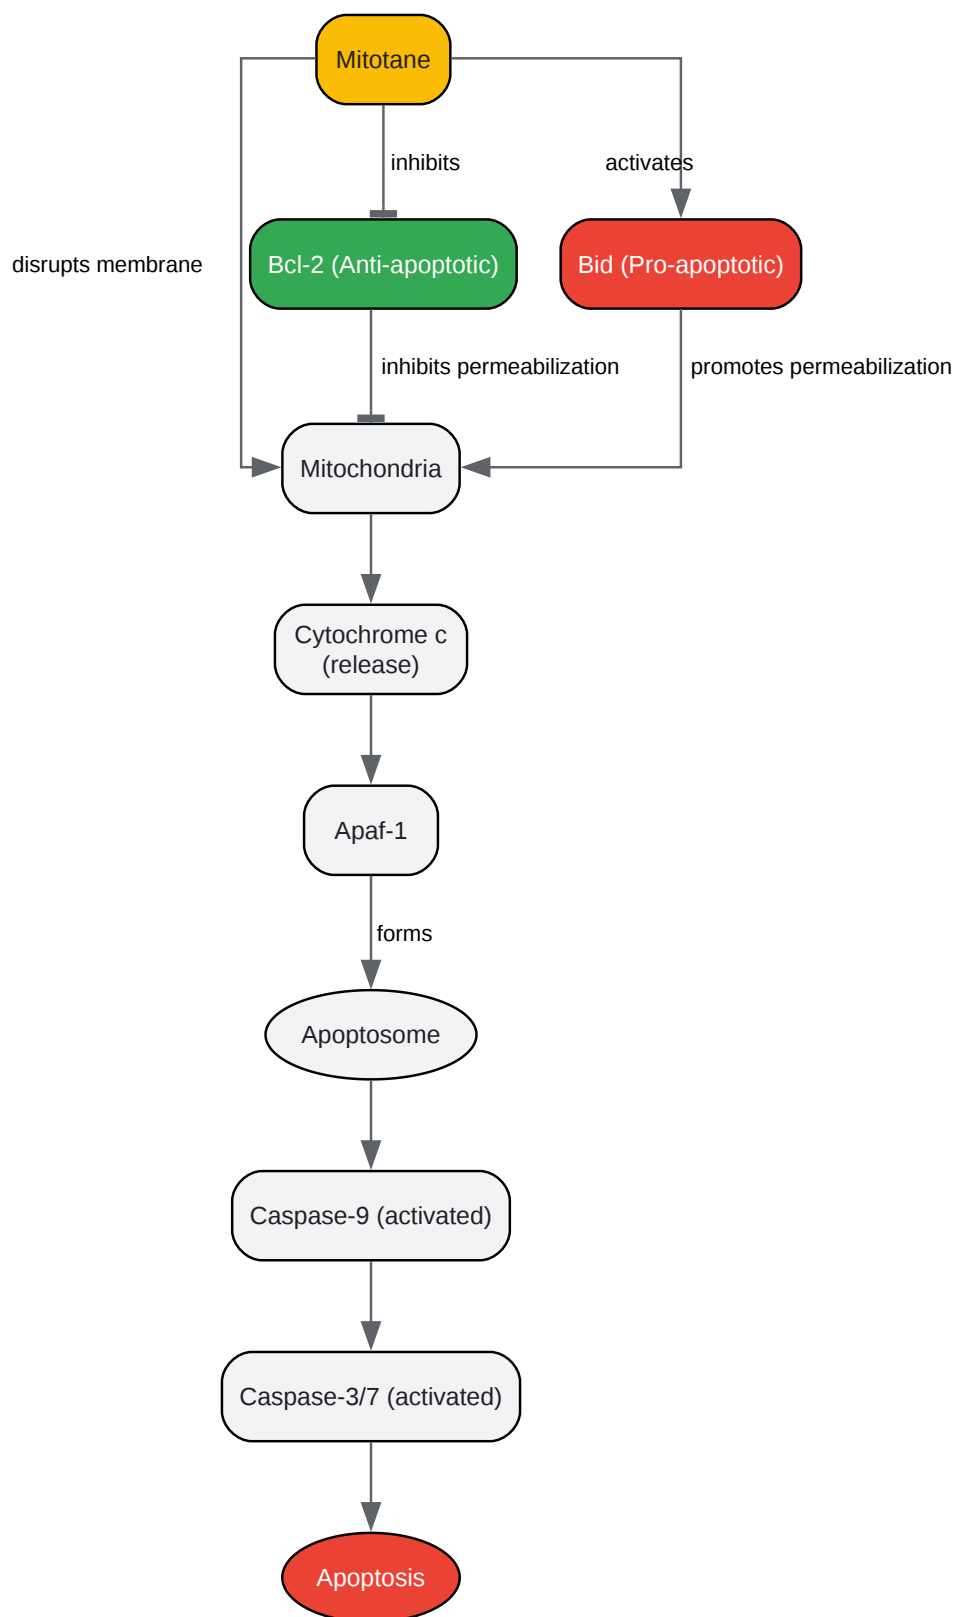 Mitotane
inhibits
activates
disrupts membrane
Bcl-2 (Anti-apoptotic)
Bid (Pro-apoptotic)
inhibits permeabilization
promotes permeabilization
Mitochondria
Cytochrome c
(release)
Apaf-1
forms
Apoptosome
Caspase-9 (activated)
Caspase-3/7 (activated)
Apoptosis